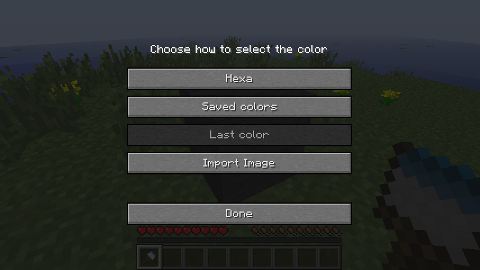 Choose how to select the color
Hexa
Saved colors
Last color
Import Image
Done